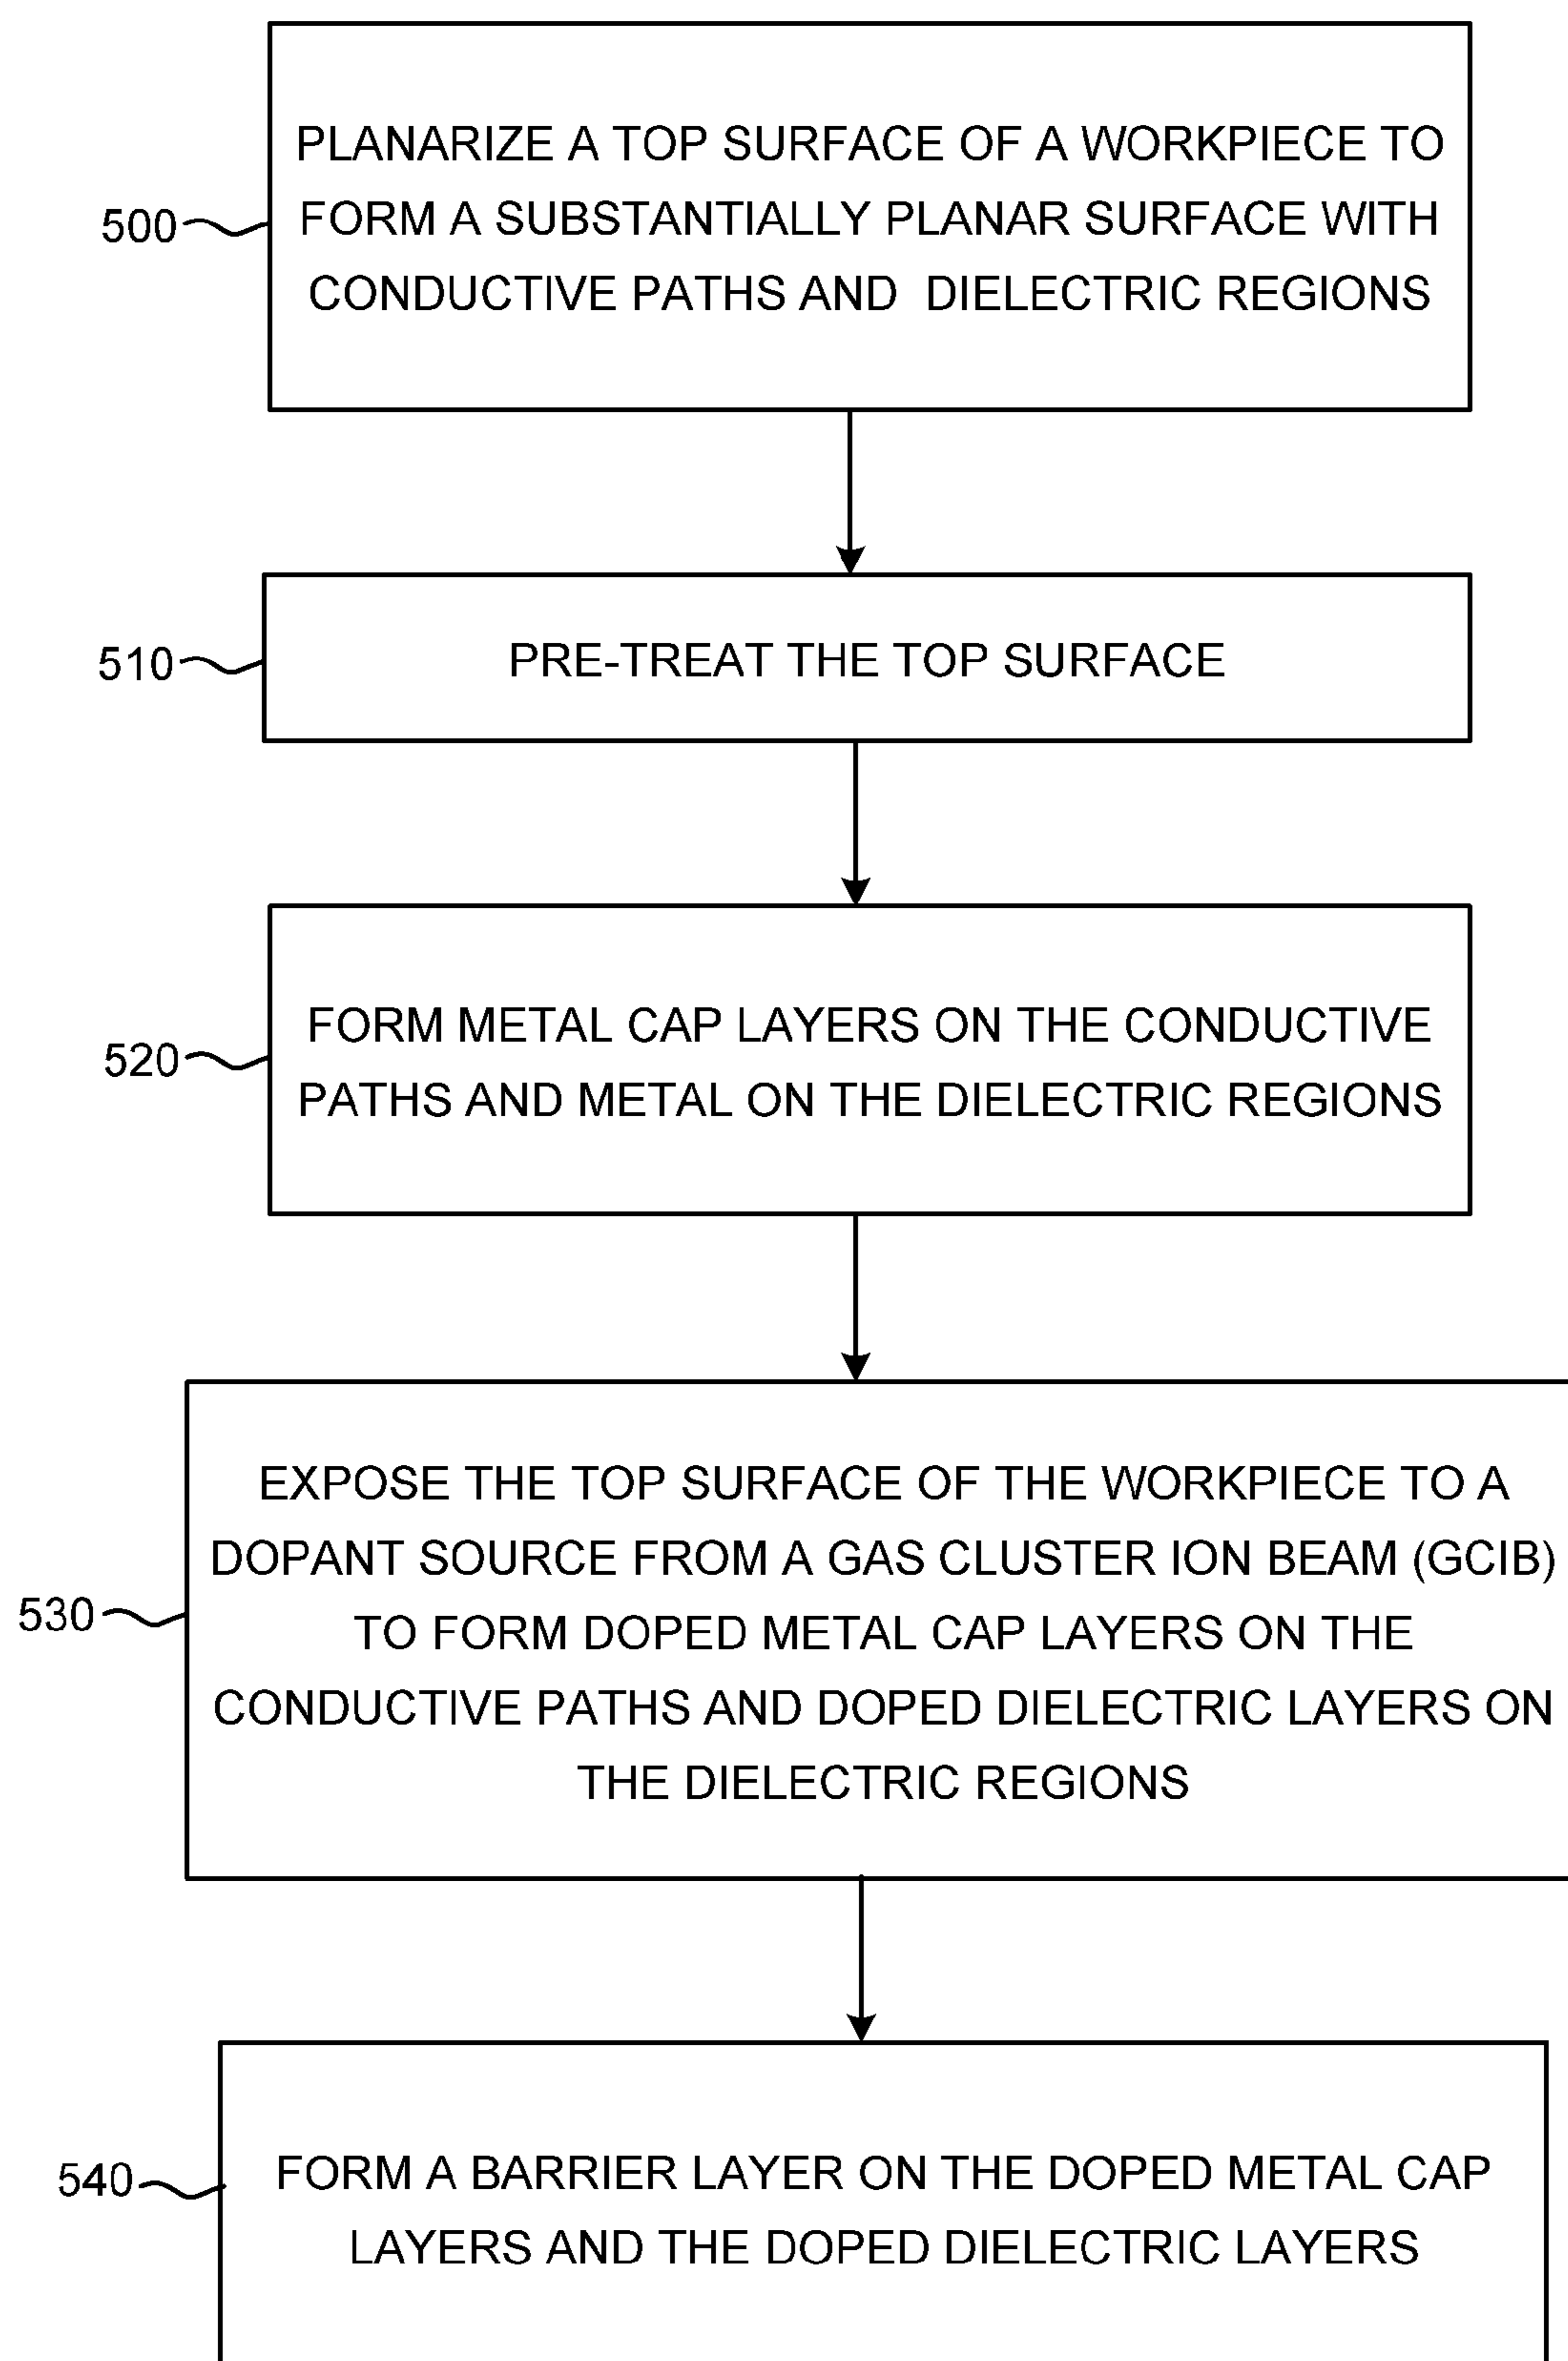 PLANARIZE A TOP SURFACE OF A WORKPIECE TO
FORM A SUBSTANTIALLY PLANAR SURFACE WITH
500
CONDUCTIVE PATHS AND DIELECTRIC REGIONS
510
PRE-TREAT THE TOP SURFACE
FORM METAL CAP LAYERS ON THE CONDUCTIVE
520
PATHS AND METAL ON THE DIELECTRIC REGIONS
EXPOSE THE TOP SURFACE OF THE WORKPIECE TO A
DOPANT SOURCE FROM A GAS CLUSTER ION BEAM (GCIB)
530
TO FORM DOPED METAL CAP LAYERS ON THE
CONDUCTIVE PATHS AND DOPED DIELECTRIC LAYERS ON
THE DIELECTRIC REGIONS
540
FORM A BARRIER LAYER ON THE DOPED METAL CAP
LAYERS AND THE DOPED DIELECTRIC LAYERS